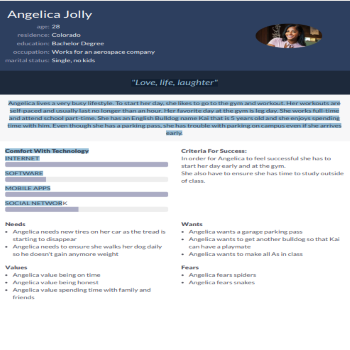 Angelica Jolly
age: 28
residence: Colorado
education: Bachelor Degree
occupation: Works for an aerospace company
marital status: Single, no kids
"Love, life, laughter"
Angelica lives a very busy lifestyle. To start her day, she likes to go to the gym and workout. Her workouts are
self-paced and usually last no longer than an hour. Her favorite day at the gym is leg day. She works full-time
and attend school part-time. She has an English Bulldog name Kai that is 5 years old and she enjoys spending
time with him. Even though she has a parking pass, she has trouble with parking on campus even if she arrives
early.
Comfort With Technology
INTERNET
SOFTWARE
MOBILE APPS
SOCIAL NETWORK
Criteria For Success:
In order for Angelica to feel successful she has to
start her day early and at the gym.
She also have to ensure she has time to study outside
of class.
Needs
• Angelica needs new tires on her car as the tread is
starting to disappear
• Angelica needs to ensure she walks her dog daily
so he doesn't gain anymore weight
Wants
• Angelica wants a garage parking pass
• Angelica wants to get another bulldog so that Kai
can have a playmate
• Angelica wants to make all As in class
Values
• Angelica value being on time
• Angelica value being honest
• Angelica value spending time with family and
friends
Fears
• Angelica fears spiders
• Angelica fears snakes